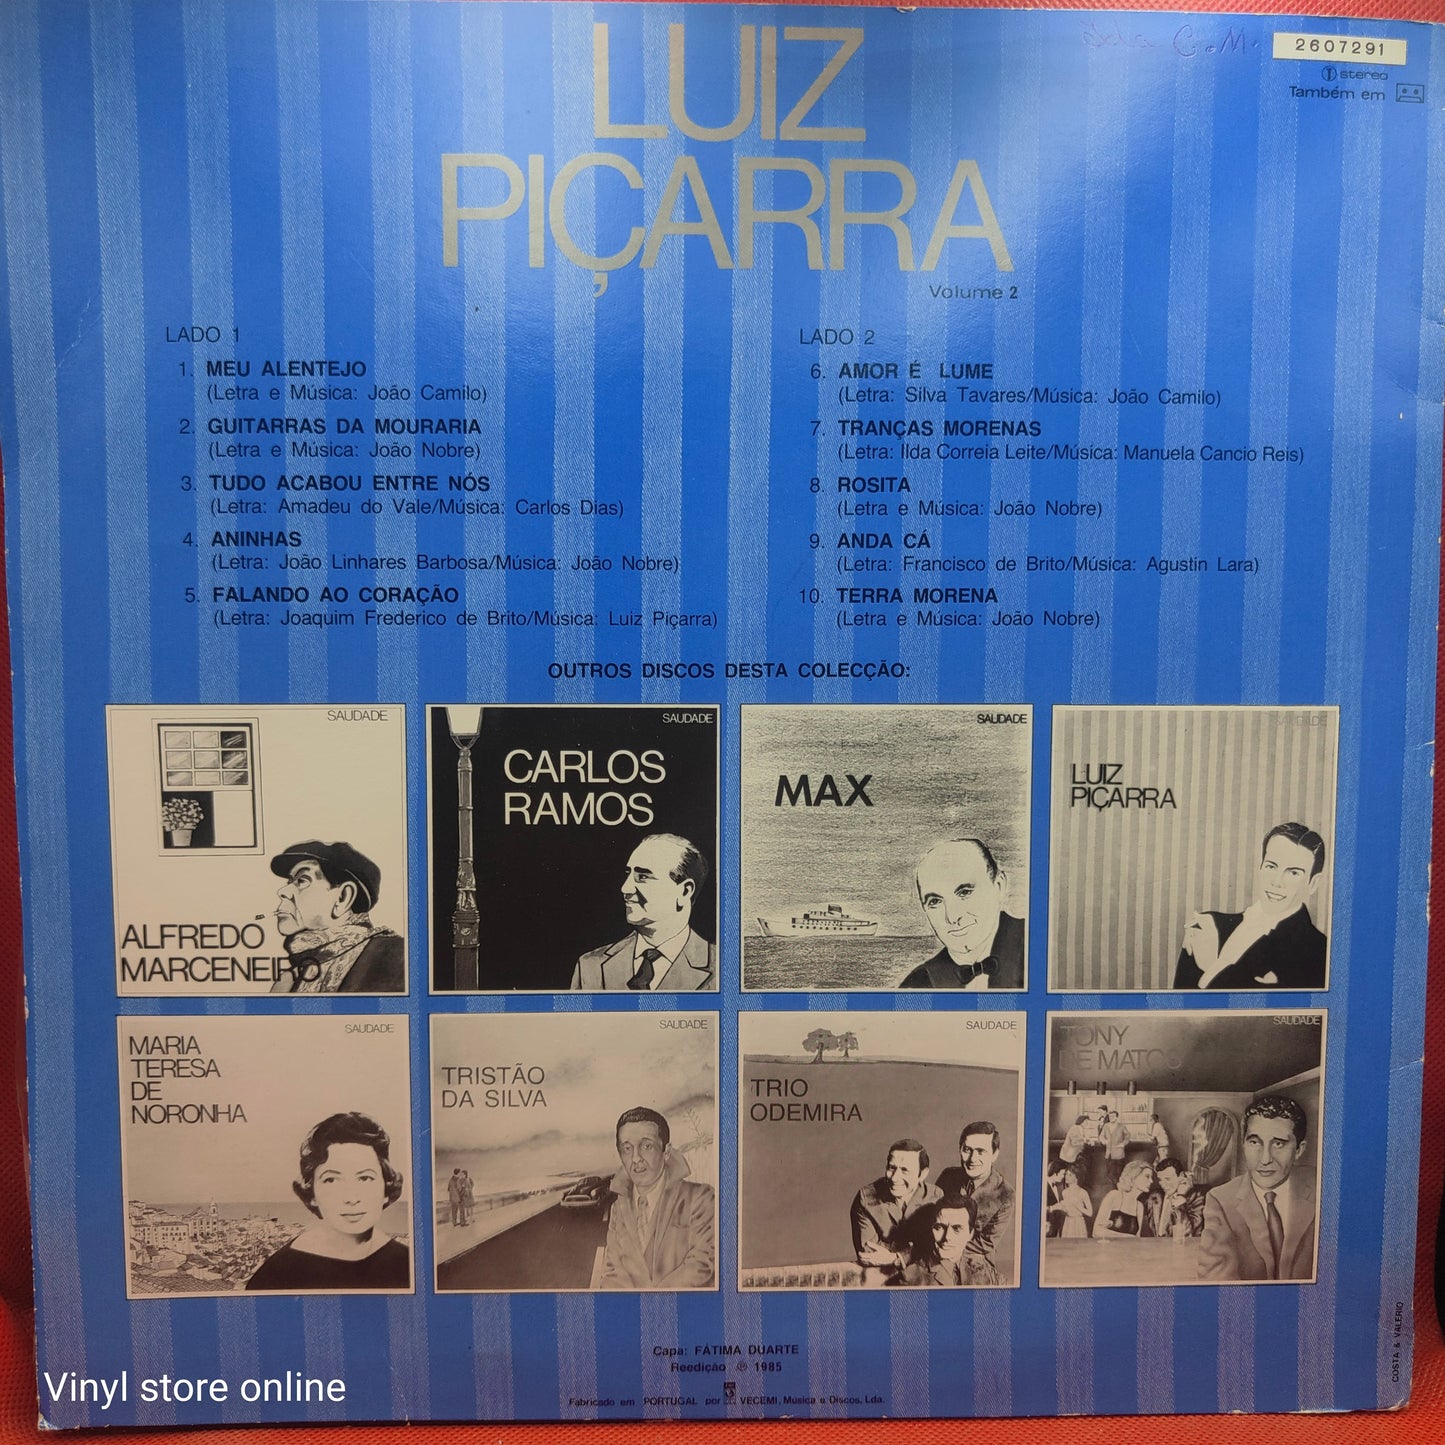 LUIZ
PIÇARRA
Volume 2
C.M.
2607291
stereo
Também em
LADO 1
1. MEU ALENTEJO
(Letra e Música: João Camilo)
2. GUITARRAS DA MOURARIA
(Letra e Música: João Nobre)
3. TUDO ACABOU ENTRE NÓS
(Letra: Amadeu do Vale/Música: Carlos Dias)
4. ANINHAS
(Letra: João Linhares Barbosa/Música: João Nobre)
5. FALANDO AO CORAÇÃO
(Letra: Joaquim Frederico de Brito/Música: Luiz Piçarra)
LADO 2
6. AMOR É LUME
(Letra: Silva Tavares/Música: João Camilo)
7. TRANÇAS MORENAS
(Letra: Ilda Correia Leite/Música: Manuela Cancio Reis)
8. ROSITA
(Letra e Música: João Nobre)
9. ANDA CÁ
(Letra: Francisco de Brito/Música: Agustin Lara)
10. TERRA MORENA
(Letra e Música: João Nobre)
OUTROS DISCOS DESTA COLECÇÃO:
SAUDADE
ALFREDO
MARCENEIRO
SAUDADE
CARLOS
RAMOS
SAUDADE
MAX
SAUDADE
LUIZ
PIÇARRA
SAUDADE
MARIA
TERESA
DE
NORONHA
SAUDADE
TRISTÃO
DA SILVA
SAUDADE
TRIO
ODEMIRA
SAUDADE
TONY
DE MATOS
Capa: FÁTIMA DUARTE
Reedição ℗ 1985
Fabricado em PORTUGAL por VECEMI, Música e Discos, Lda.
COSTA & VALÉRIO
Vinyl store online